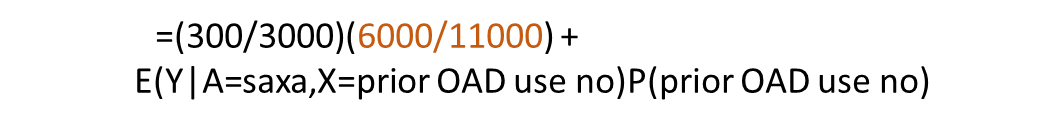 =(300/3000)(6000/11000) +
E(Y|A=saxa,X=prior OAD use no)P(prior OAD use no)